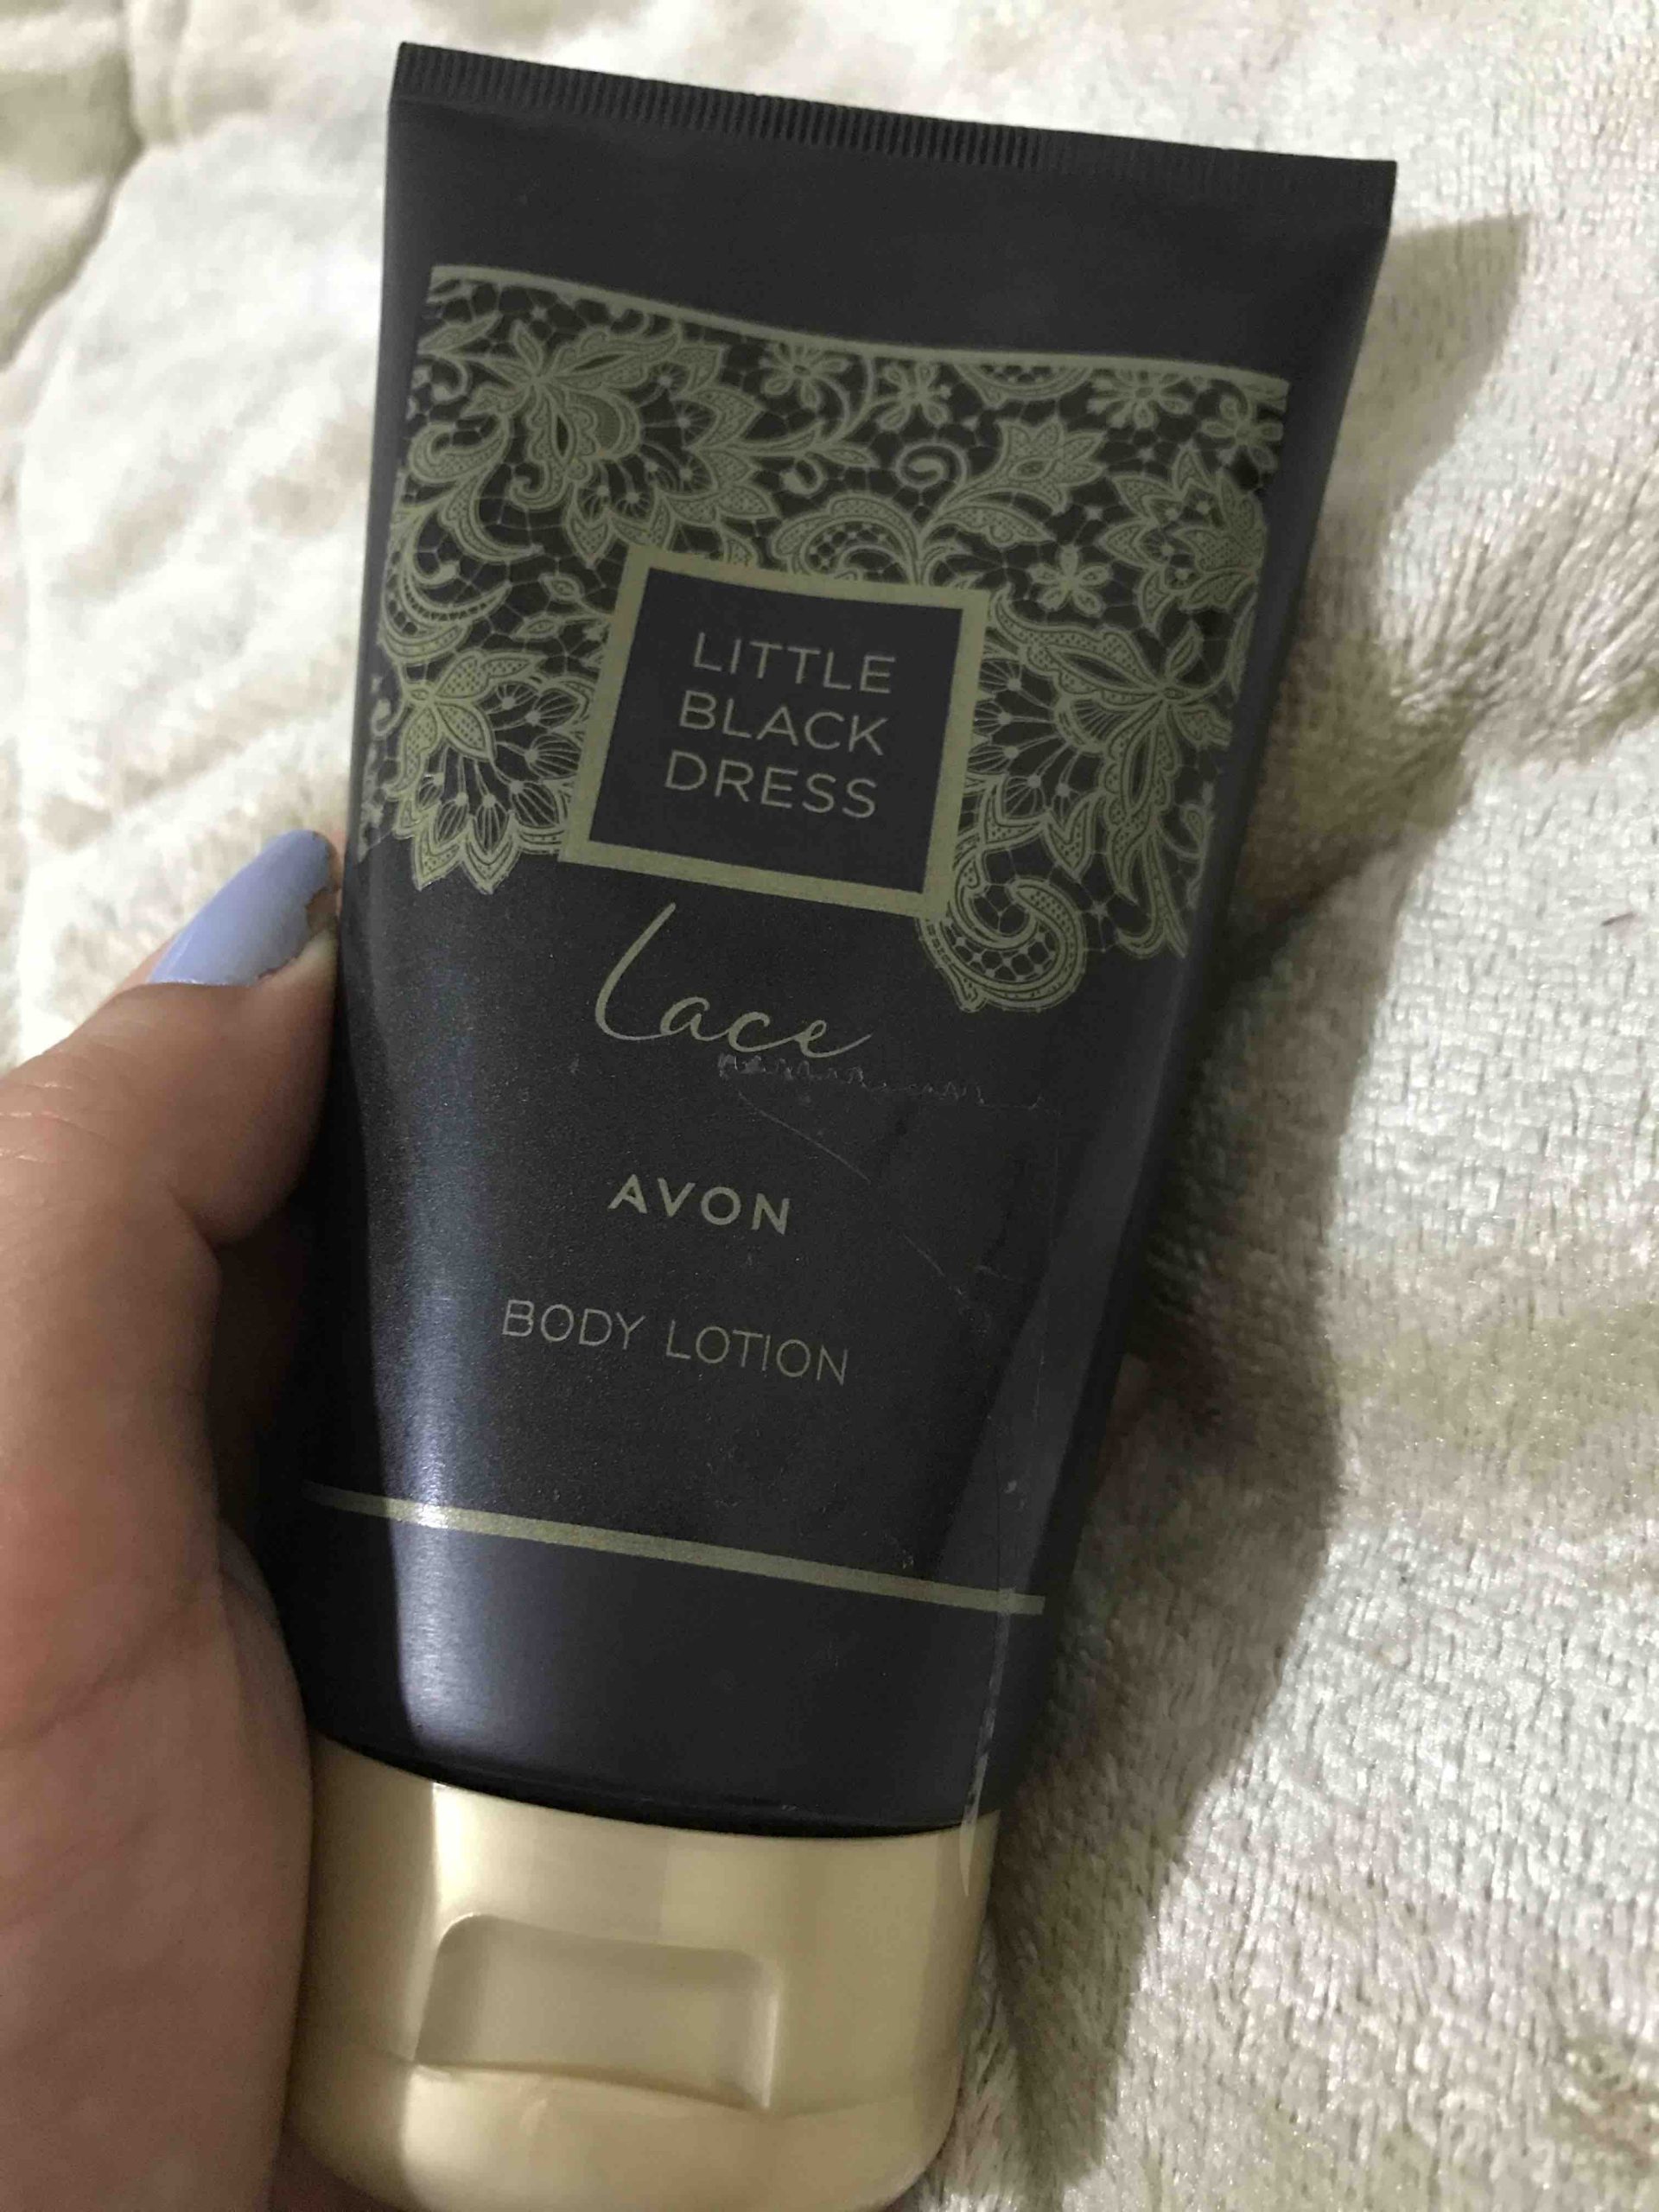 LITTLE
BLACK
DRESS
Lace
AVON
BODY LOTION